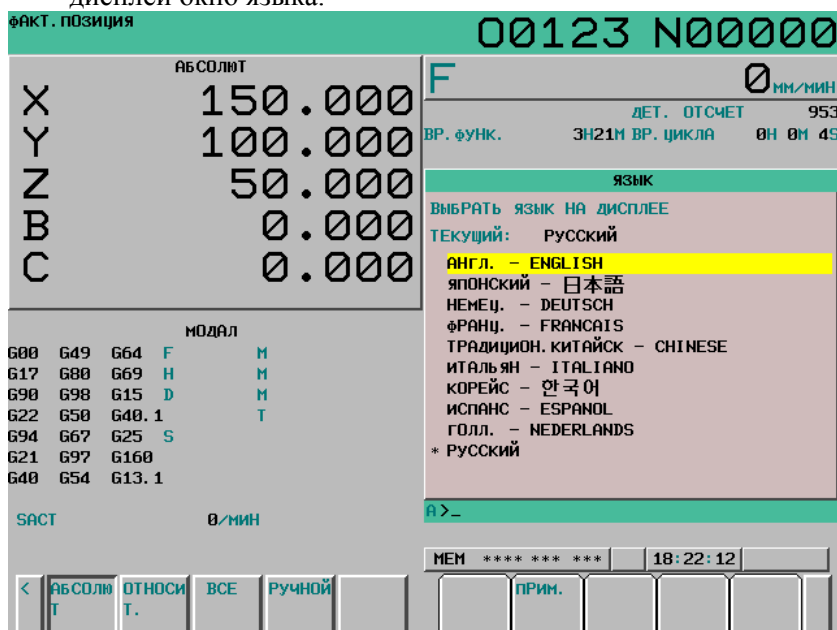 дисплей окно языка.
ФАКТ. ПОЗИЦИЯ
O0123 N00000
АБСОЛЮТ
X 150.000
Y 100.000
Z 50.000
B 0.000
C 0.000
F 0 ММ/МИН
ДЕТ. ОТСЧЕТ 953
ВР. ФУНК. 3H21M ВР. ЦИКЛА 0H 0M 4S
МОДАЛ
G00 G49 G64 F M
G17 G80 G69 H M
G90 G98 G15 D M
G22 G50 G40.1 T
G94 G67 G25 S
G21 G97 G160
G40 G54 G13.1
SACT 0/МИН
ЯЗЫК
ВЫБРАТЬ ЯЗЫК НА ДИСПЛЕЕ
ТЕКУЩИЙ: РУССКИЙ
АНГЛ. - ENGLISH
ЯПОНСКИЙ - 日本語
НЕМЕЦ. - DEUTSCH
ФРАНЦ. - FRANCAIS
ТРАДИЦИОН. КИТАЙСК - CHINESE
ИТАЛЬЯН - ITALIANO
КОРЕЙС - 한국어
ИСПАНС - ESPANOL
ГОЛЛ. - NEDERLANDS
* РУССКИЙ
A>_
MEM **** *** *** 18:22:12
< АБСОЛЮ ОТНОСИ ВСЕ РУЧНОЙ ПРИМ.
Т Т.